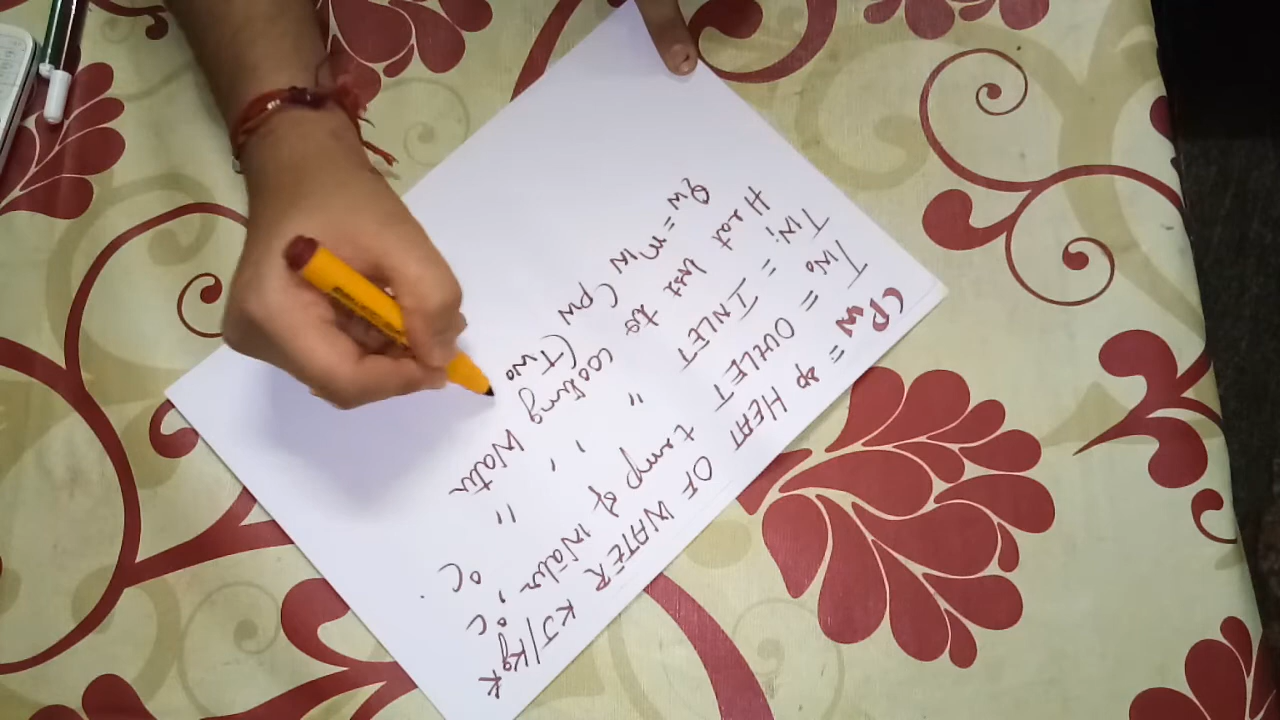 CPW = sp HEAT OF WATER KJ/kgK
Two = OUTLET temp of water °C
Twi = INLET " ' ' " °C
Heat lost to cooling water
Qw = mw Cpw (Two